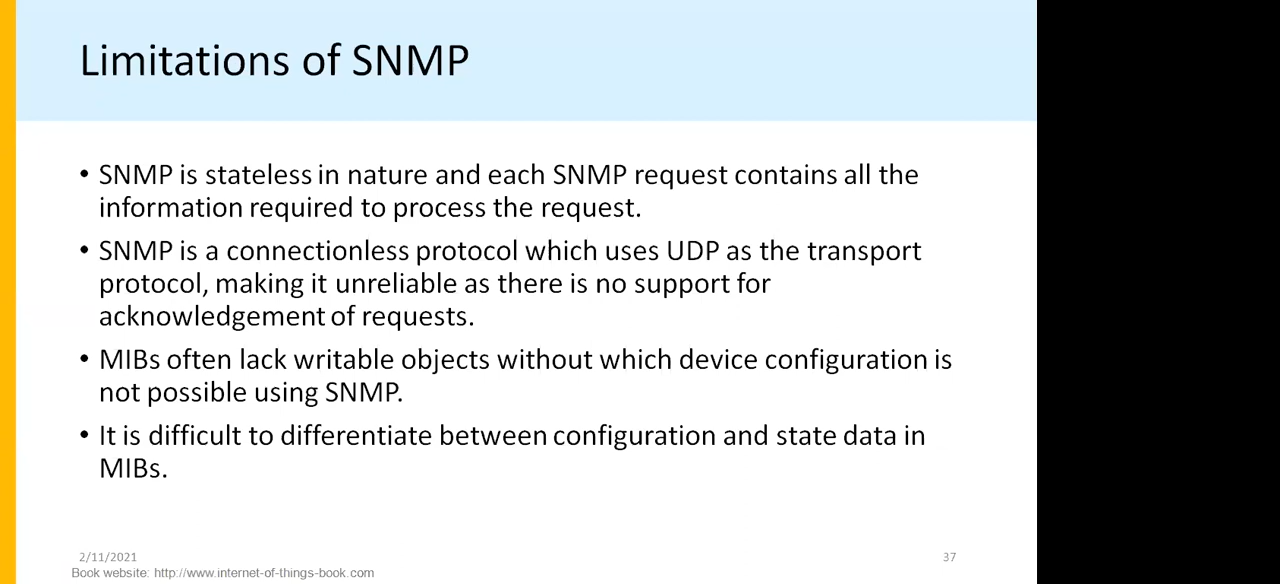 Limitations of SNMP
• SNMP is stateless in nature and each SNMP request contains all the
information required to process the request.
• SNMP is a connectionless protocol which uses UDP as the transport
protocol, making it unreliable as there is no support for
acknowledgement of requests.
• MIBs often lack writable objects without which device configuration is
not possible using SNMP.
• It is difficult to differentiate between configuration and state data in
MIBs.
2/11/2021
37
Book website: http://www.internet-of-things-book.com